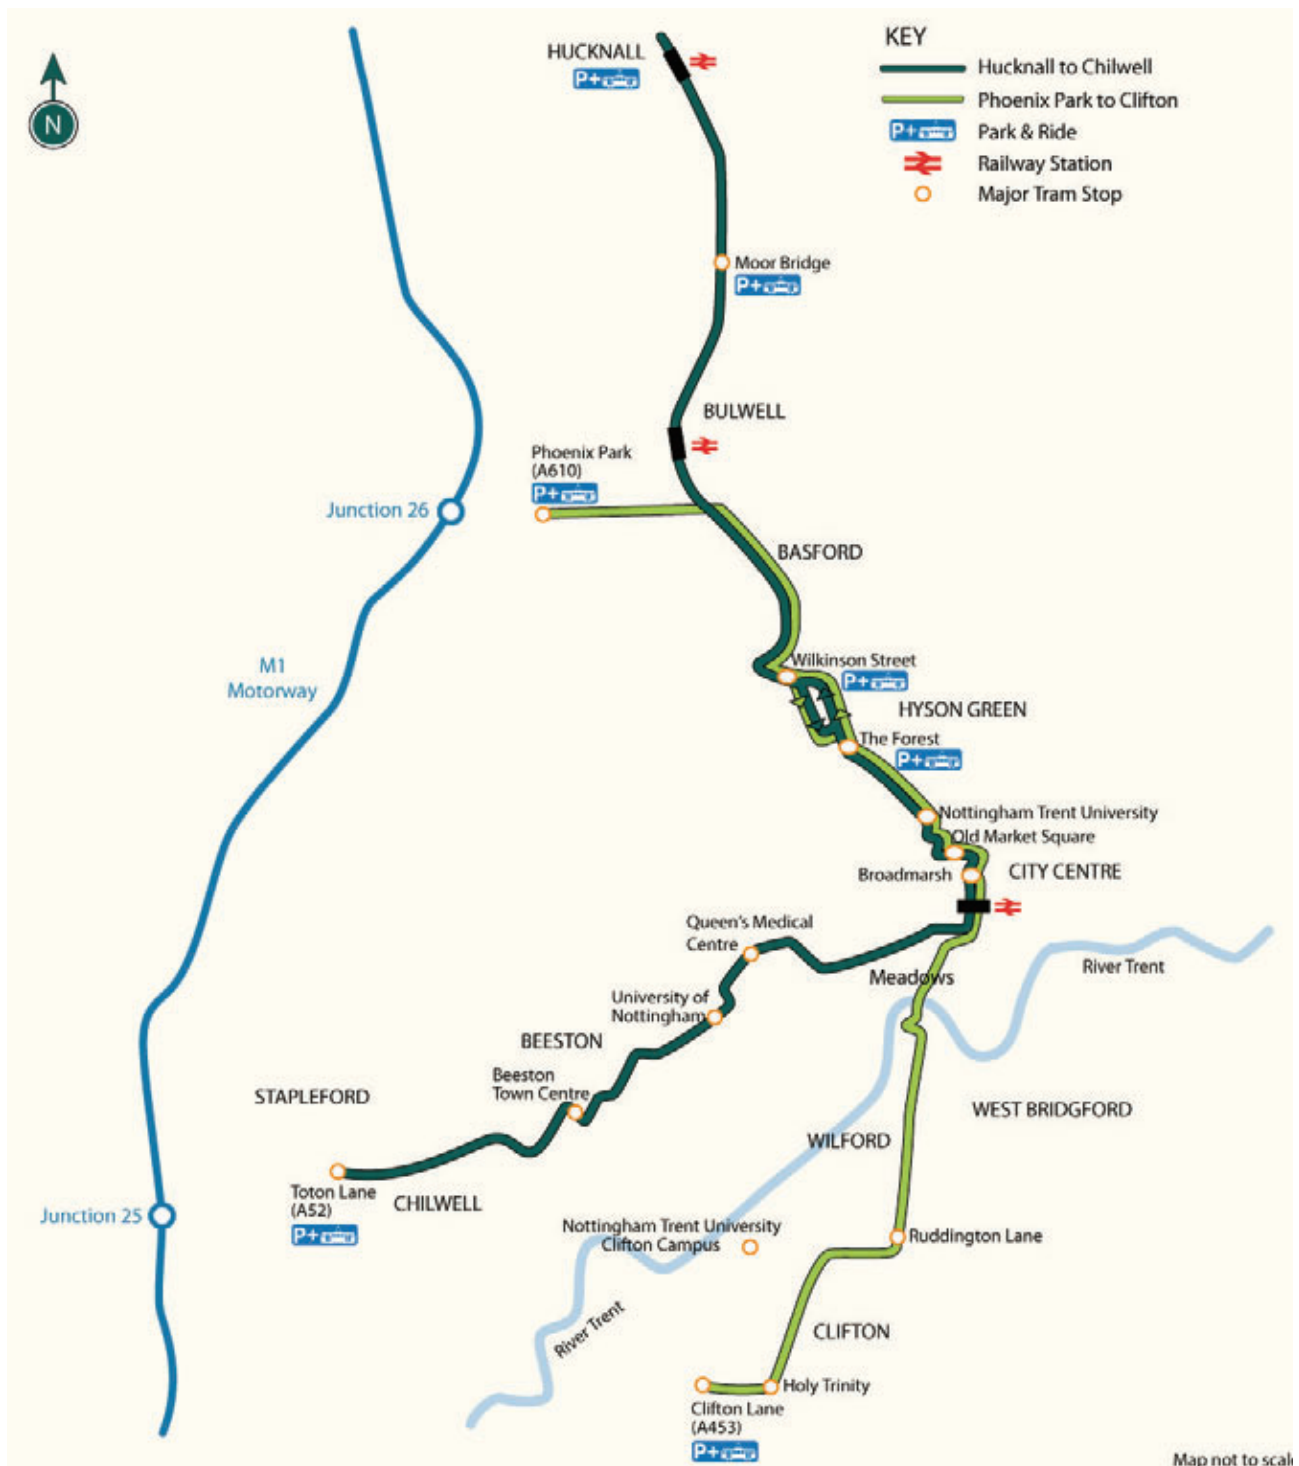 KEY
Hucknall to Chilwell
Phoenix Park to Clifton
P+ Park & Ride
Railway Station
Major Tram Stop
N
HUCKNALL
P+
Moor Bridge
P+
BULWELL
Phoenix Park
(A610)
P+
Junction 26
BASFORD
M1
Motorway
Wilkinson Street
P+
HYSON GREEN
The Forest
P+
Nottingham Trent University
Old Market Square
Broadmarsh
CITY CENTRE
Queen's Medical
Centre
Meadows
River Trent
University of
Nottingham
BEESTON
Beeston
Town Centre
STAPLEFORD
WEST BRIDGFORD
WILFORD
Toton Lane
(A52)
P+
CHILWELL
Junction 25
Nottingham Trent University
Clifton Campus
Ruddington Lane
River Trent
CLIFTON
Holy Trinity
Clifton Lane
(A453)
P+
Map not to scale